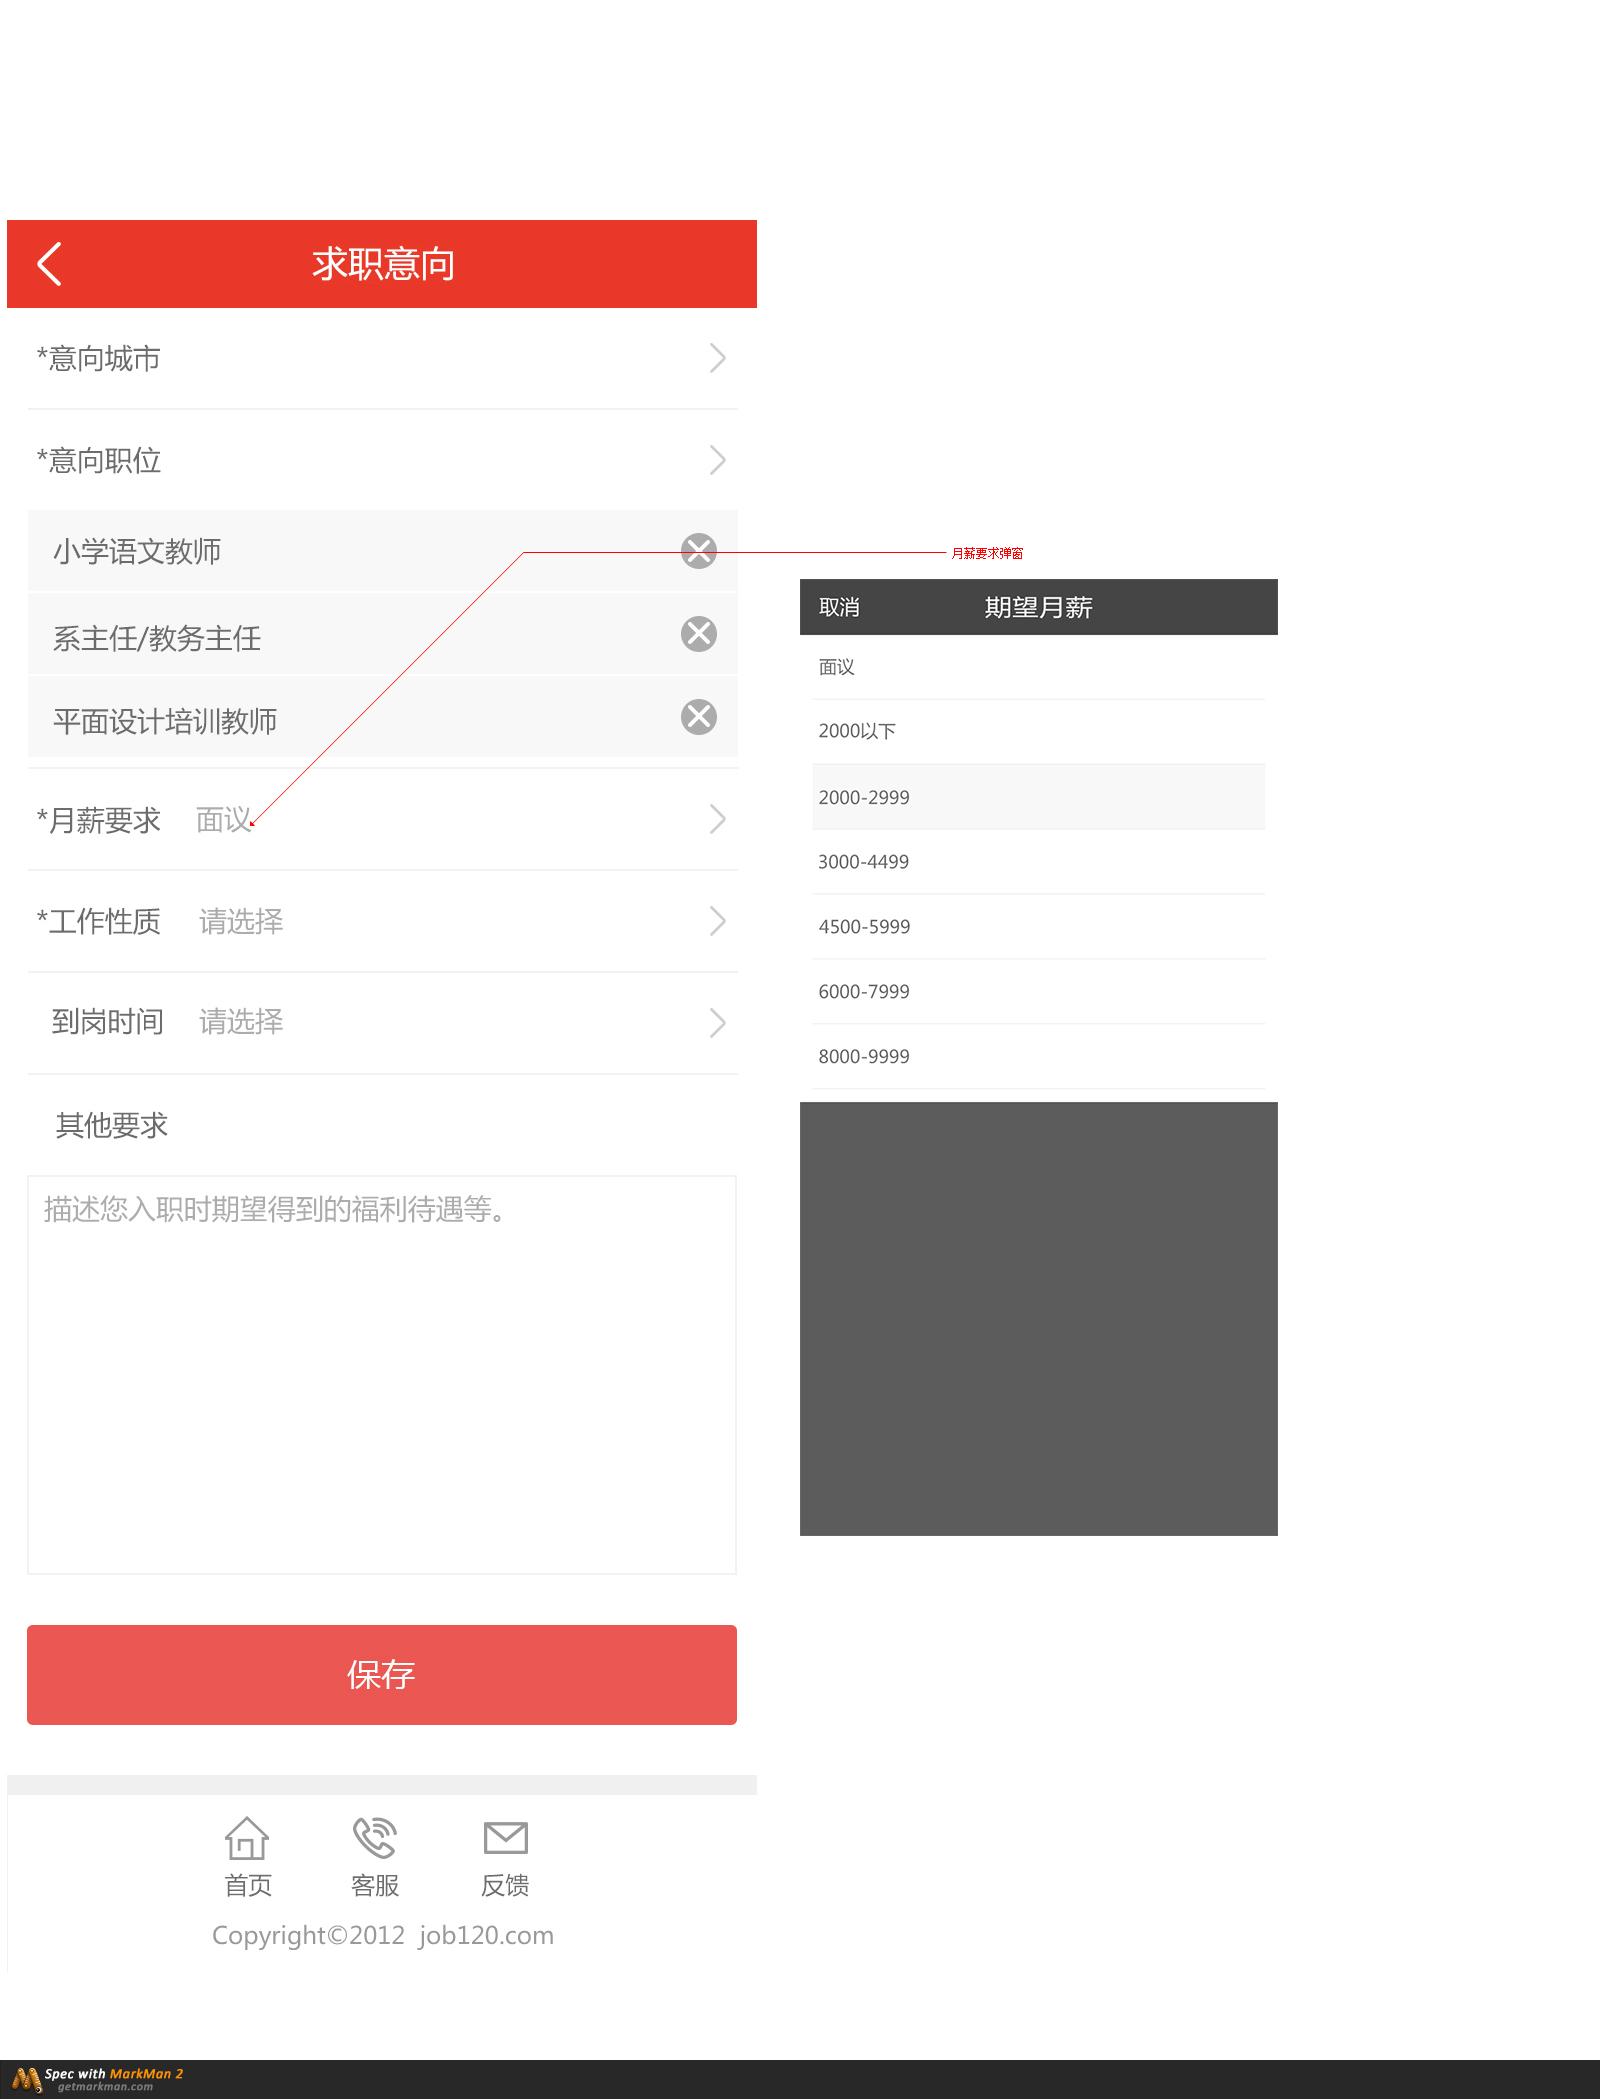 求职意向
*意向城市
*意向职位
小学语文教师
系主任/教务主任
平面设计培训教师
*月薪要求 面议
*工作性质 请选择
到岗时间 请选择
其他要求
描述您入职时期望得到的福利待遇等。
保存
首页 客服 反馈
Copyright©2012 job120.com
月薪要求弹窗
取消 期望月薪
面议
2000以下
2000-2999
3000-4499
4500-5999
6000-7999
8000-9999
Spec with MarkMan 2
getmarkman.com